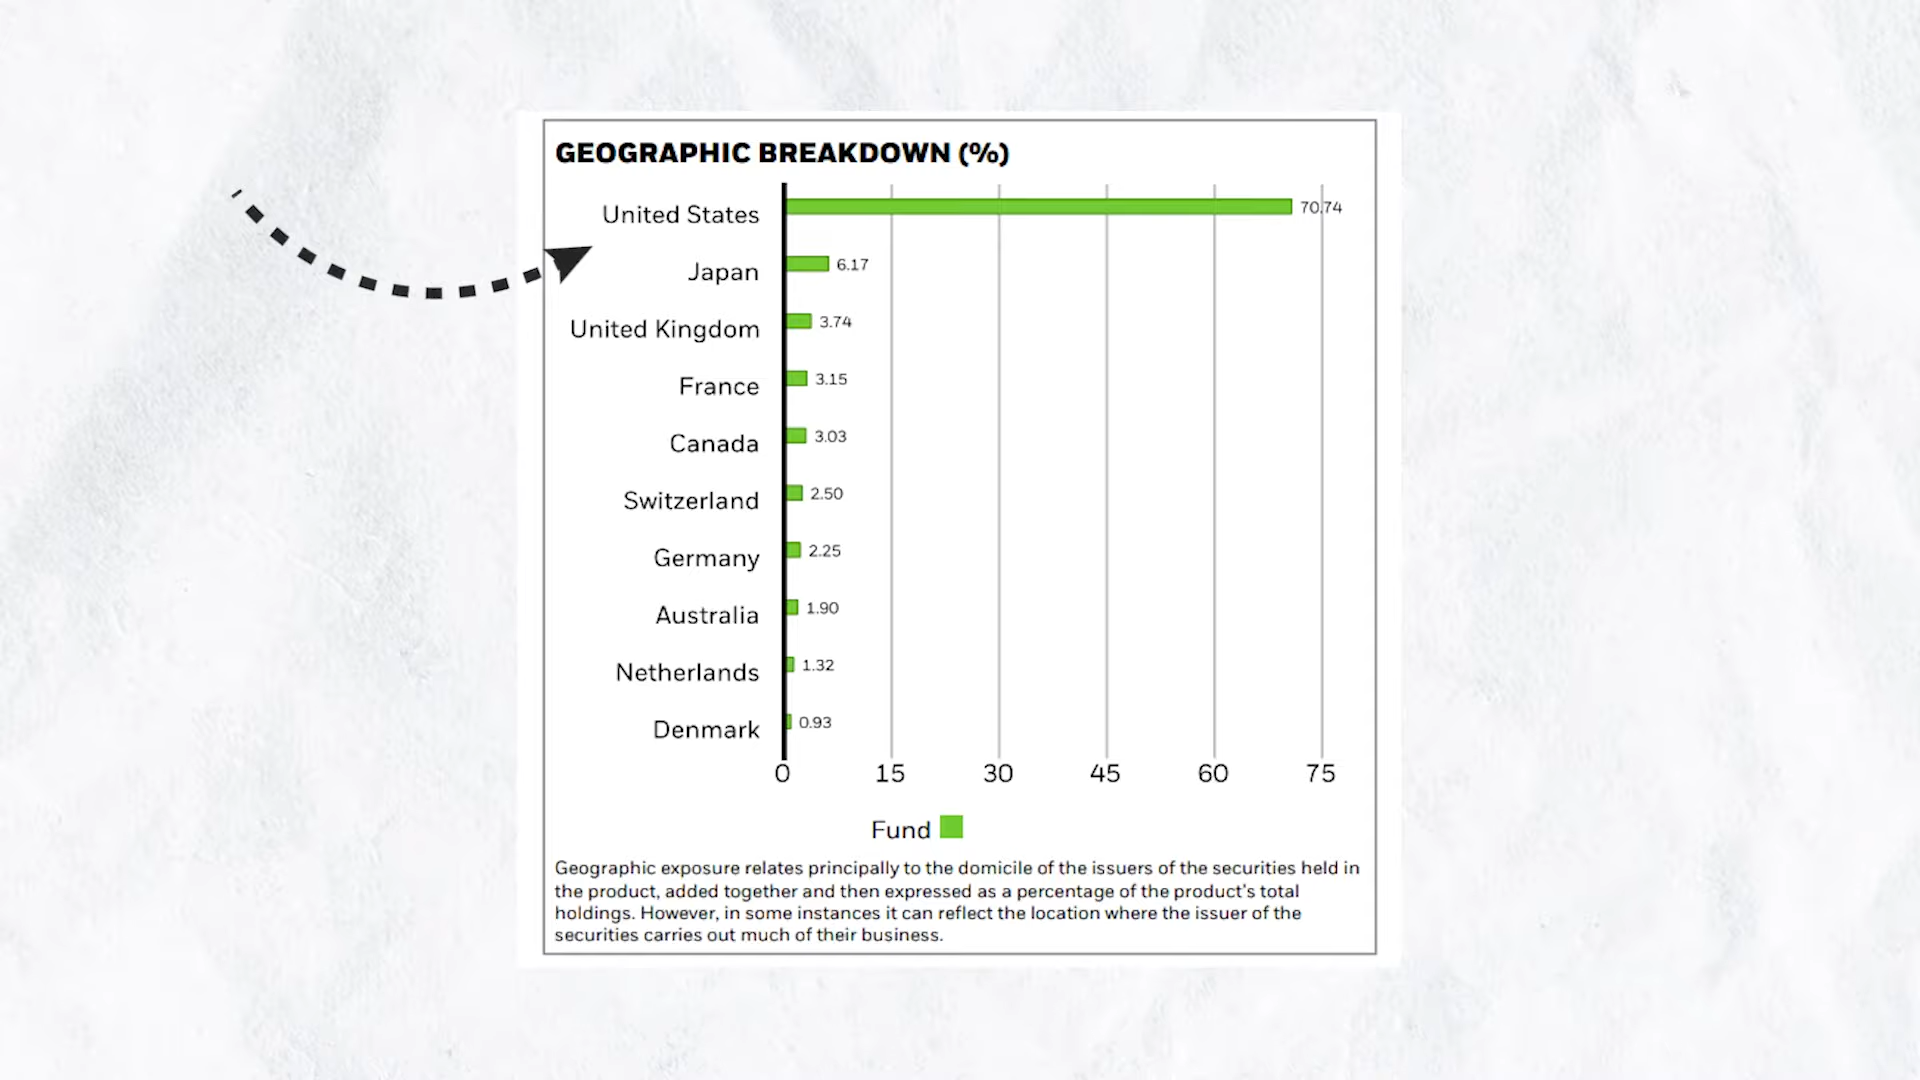 GEOGRAPHIC BREAKDOWN (%)
United States 70.74
Japan 6.17
United Kingdom 3.74
France 3.15
Canada 3.03
Switzerland 2.50
Germany 2.25
Australia 1.90
Netherlands 1.32
Denmark 0.93
0 15 30 45 60 75
Fund
Geographic exposure relates principally to the domicile of the issuers of the securities held in
the product, added together and then expressed as a percentage of the product's total
holdings. However, in some instances it can reflect the location where the issuer of the
securities carries out much of their business.